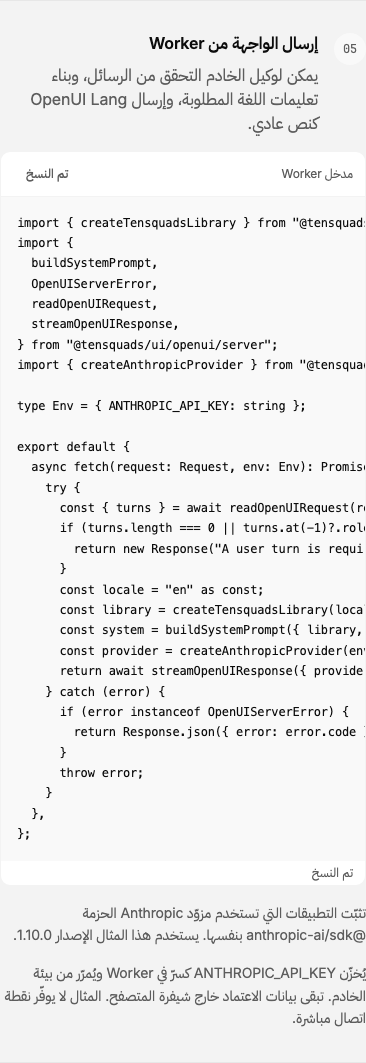 05
إرسال الواجهة من Worker
يمكن لوكيل الخادم التحقق من الرسائل، وبناء
تعليمات اللغة المطلوبة، وإرسال OpenUI Lang
كنص عادي.
مدخل Worker
تم النسخ
import { createTensquadsLibrary } from "@tensquads
import {
  buildSystemPrompt,
  OpenUIServerError,
  readOpenUIRequest,
  streamOpenUIResponse,
} from "@tensquads/ui/openui/server";
import { createAnthropicProvider } from "@tensquad
type Env = { ANTHROPIC_API_KEY: string };
export default {
  async fetch(request: Request, env: Env): Promise
    try {
      const { turns } = await readOpenUIRequest(re
      if (turns.length === 0 || turns.at(-1)?.role
        return new Response("A user turn is requi
      }
      const locale = "en" as const;
      const library = createTensquadsLibrary(loca
      const system = buildSystemPrompt({ library,
      const provider = createAnthropicProvider(env
      return await streamOpenUIResponse({ provide
    } catch (error) {
      if (error instanceof OpenUIServerError) {
        return Response.json({ error: error.code }
      }
      throw error;
    }
  },
};
تم النسخ
تثبّت التطبيقات التي تستخدم مزوّد Anthropic الحزمة
@anthropic-ai/sdk بنفسها. يستخدم هذا المثال الإصدار 1.10.0.
يُخزّن ANTHROPIC_API_KEY كسرّ في Worker ويُمرّر من بيئة
الخادم. تبقى بيانات الاعتماد خارج شيفرة المتصفح. المثال لا يوفّر نقطة
اتصال مباشرة.